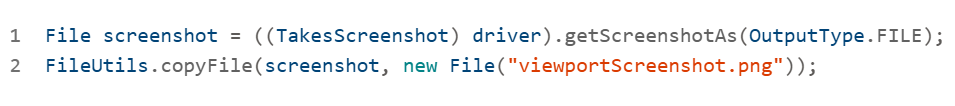 1 File screenshot = ((TakesScreenshot) driver).getScreenshotAs(OutputType.FILE);
2 FileUtils.copyFile(screenshot, new File("viewportScreenshot.png"));